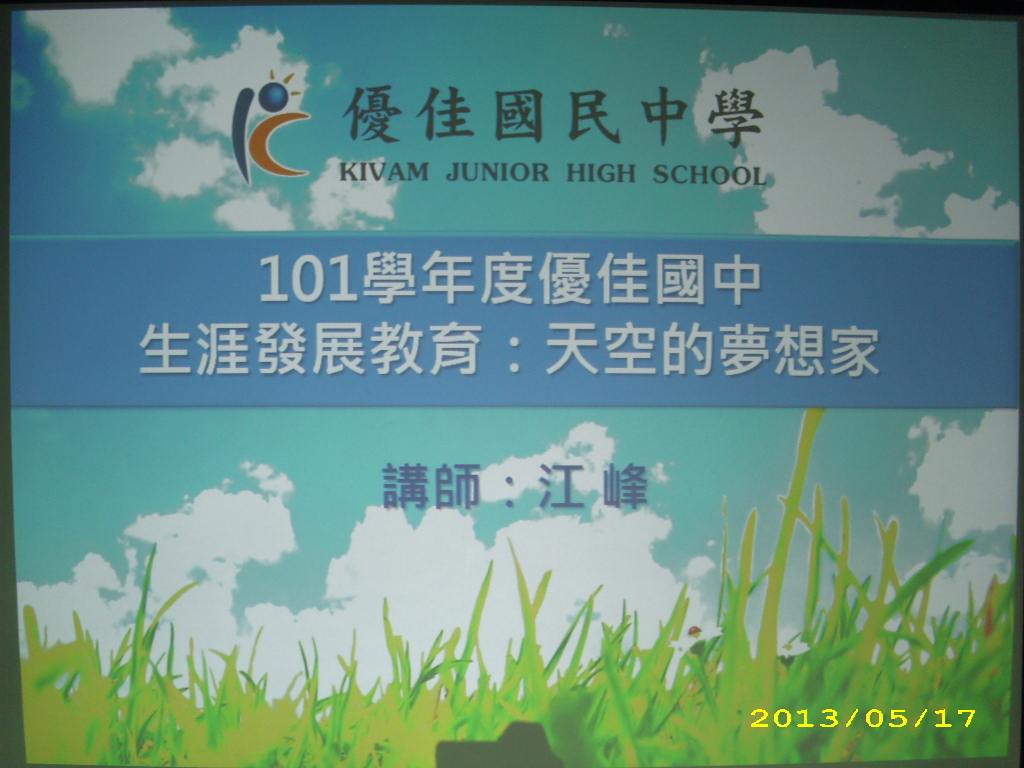 優佳國民中學
KIVAM JUNIOR HIGH SCHOOL
101學年度優佳國中
生涯發展教育：天空的夢想家
講師：江 峰
2013/05/17